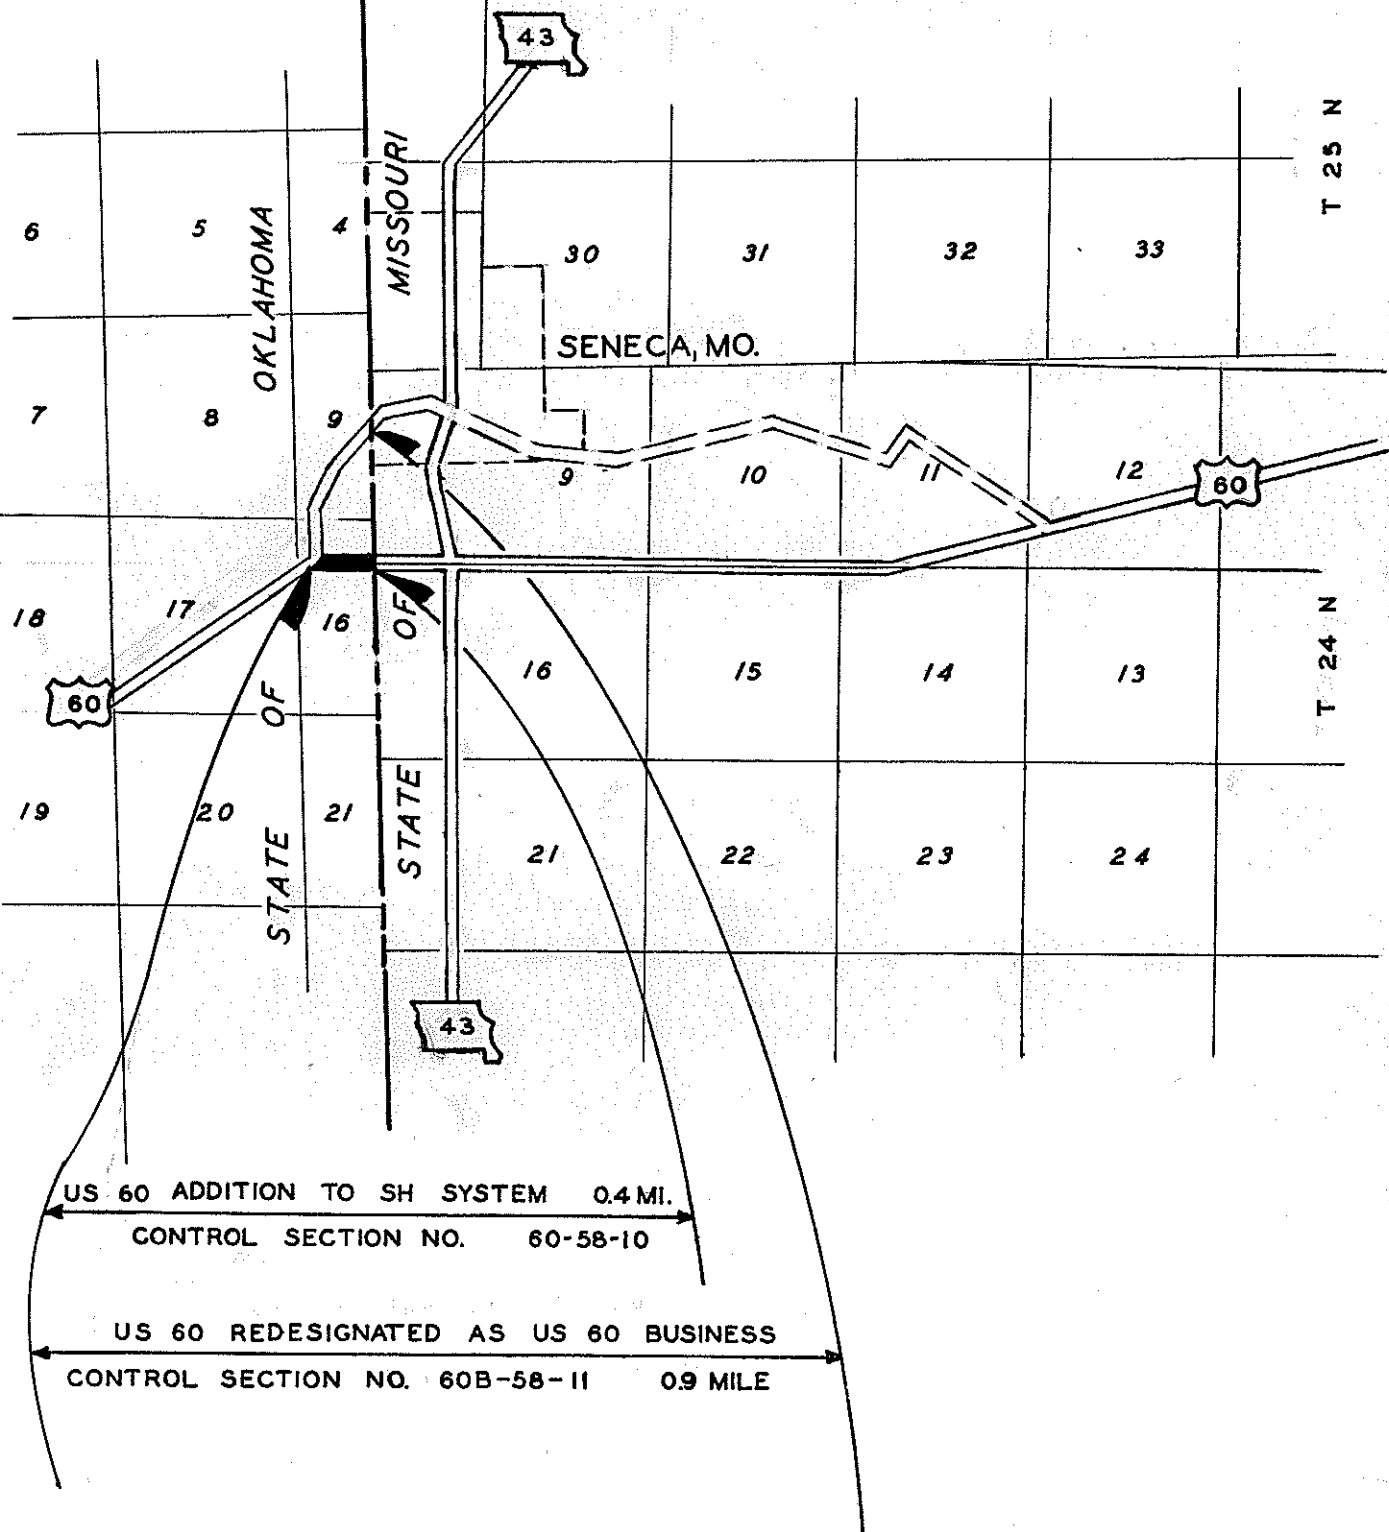 43
T 25 N
OKLAHOMA
MISSOURI
6 5 4
30 31 32 33
SENECA, MO.
7 8 9
9 10 11 12
60
18 17 16
OF
16 15 14 13
T 24 N
60
OF
19 20 21
STATE
STATE
21 22 23 24
43
US 60 ADDITION TO SH SYSTEM 0.4 MI.
CONTROL SECTION NO. 60-58-10
US 60 REDESIGNATED AS US 60 BUSINESS
CONTROL SECTION NO. 60B-58-11 0.9 MILE